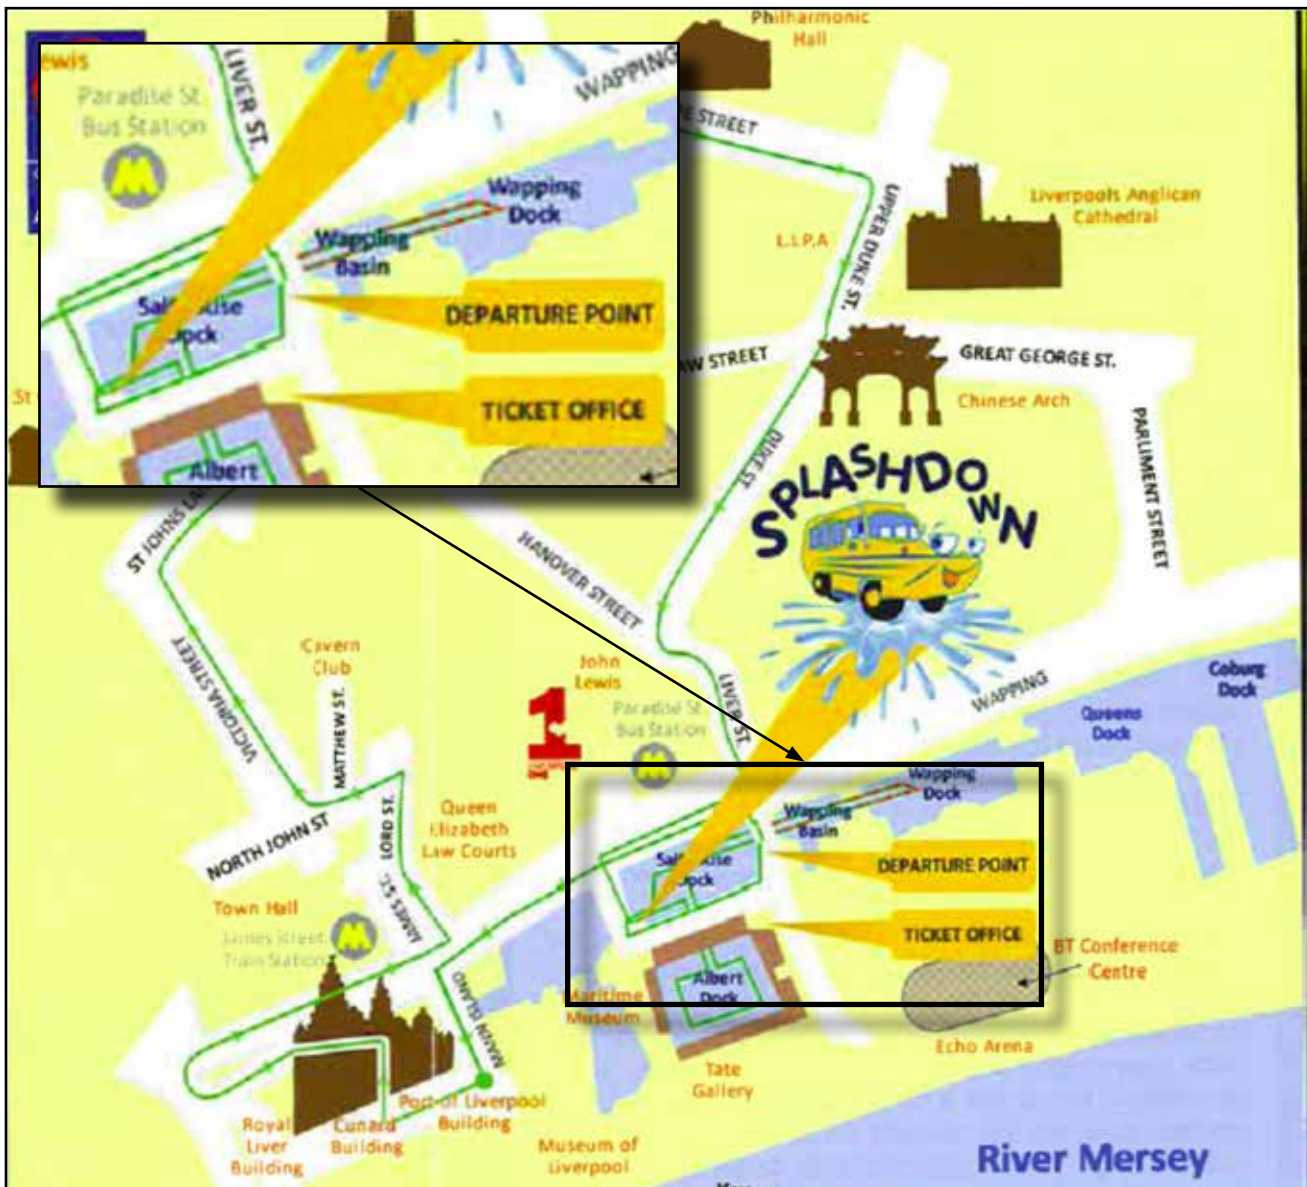 Philharmonic
Hall
LIVER ST.
WAPPING
Paradise St.
Bus Station
STREET
UPPER DUKE ST.
Liverpools Anglican
Cathedral
L.I.P.A
Wapping
Dock
Wapping
Basin
DEPARTURE POINT
Dock
TICKET OFFICE
Albert
STREET
GREAT GEORGE ST.
Chinese Arch
St
DUKE ST.
PARLIMENT STREET
SPLASHDOWN
ST JOHNS
HANOVER STREET
VICTORIA STREET
Cavern
Club
MATTHEW ST.
John
Lewis
LIVER ST.
Paradise St.
Bus Station
WAPPING
Coburg
Dock
Queens
Dock
Wapping
Dock
Wapping
Basin
NORTH JOHN ST
LORD ST.
Queen
Elizabeth
Law Courts
DEPARTURE POINT
JAMES ST.
Town Hall
James Street
Train Station
TICKET OFFICE
BT Conference
Centre
Albert
Dock
MANN ISLAND
Maritime
Museum
Echo Arena
Tate
Gallery
Port of Liverpool
Building
Royal
Liver
Building
Cunard
Building
Museum of
Liverpool
River Mersey